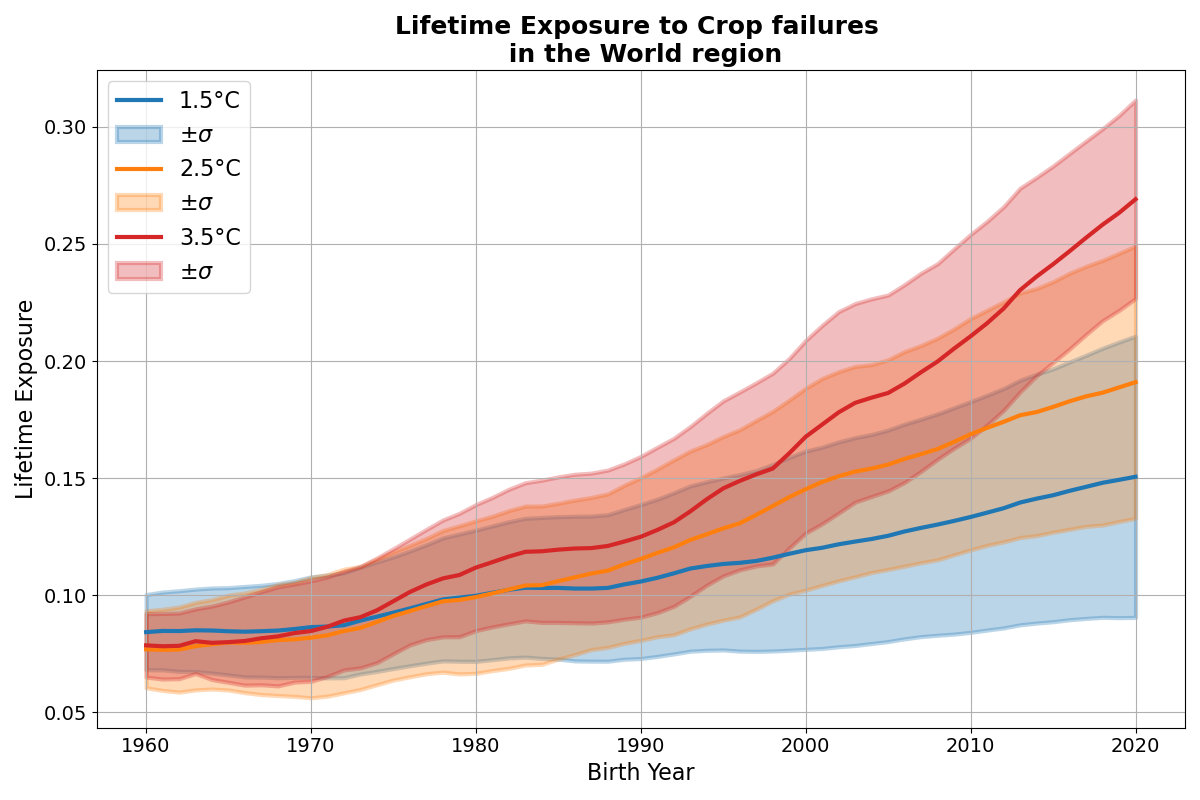 Lifetime Exposure to Crop failures
in the World region
1.5°C
±σ
2.5°C
±σ
3.5°C
±σ
Lifetime Exposure
0.30
0.25
0.20
0.15
0.10
0.05
1960 1970 1980 1990 2000 2010 2020
Birth Year